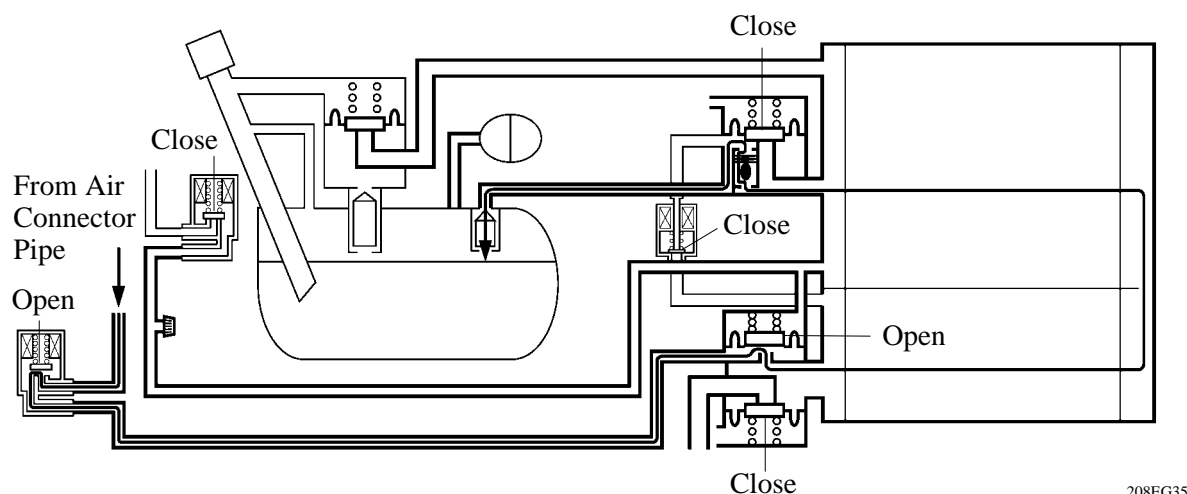 Close
Close
From Air
Connector
Pipe
Close
Open
Open
Close
208EG35